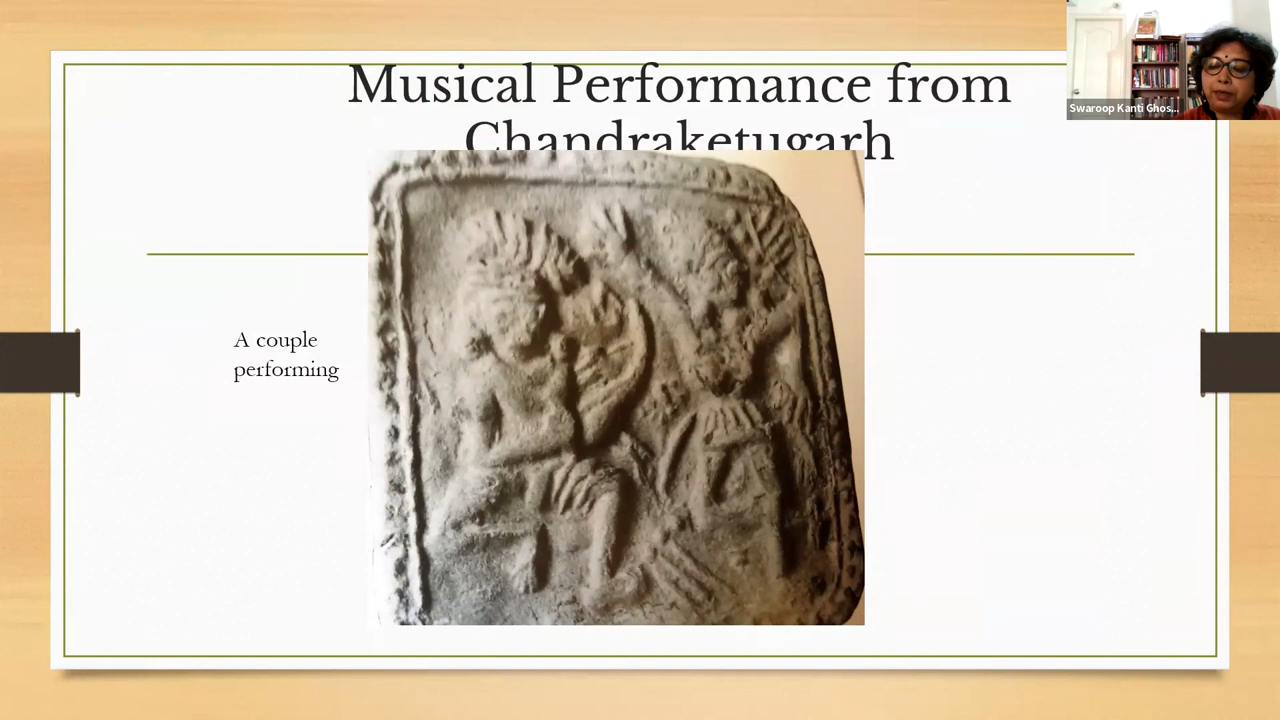 Musical Performance from
Chandraketugarh
A couple
performing
Swaroop Kanti Ghos...